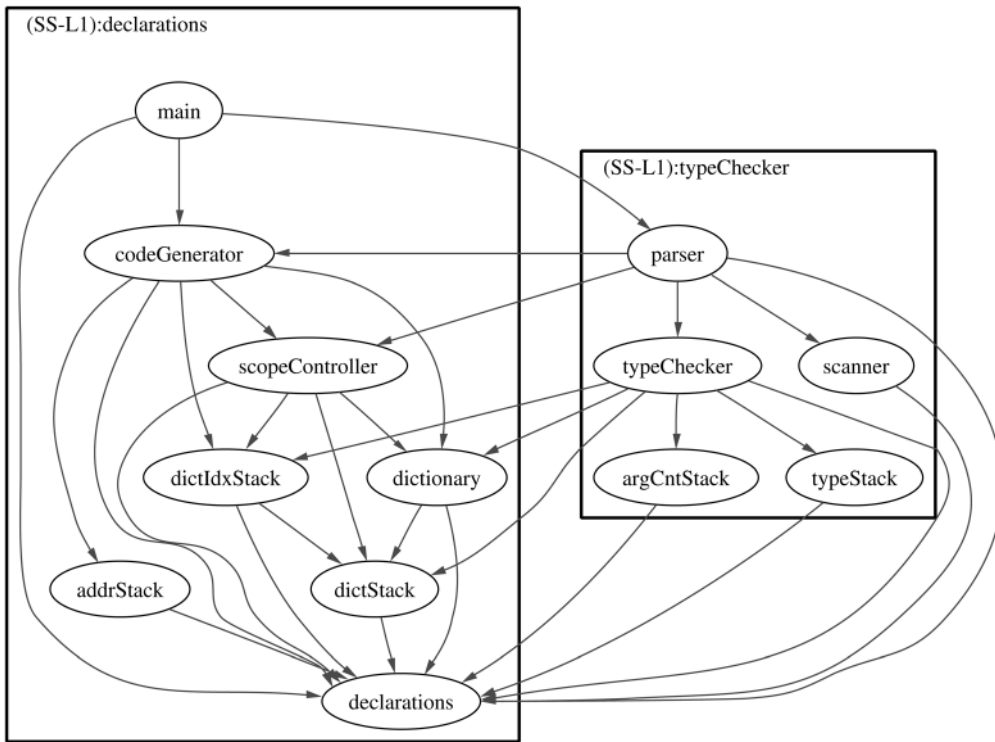 (SS-L1):declarations
main
(SS-L1):typeChecker
codeGenerator
parser
scopeController
typeChecker
scanner
dictIdxStack
dictionary
argCntStack
typeStack
addrStack
dictStack
declarations